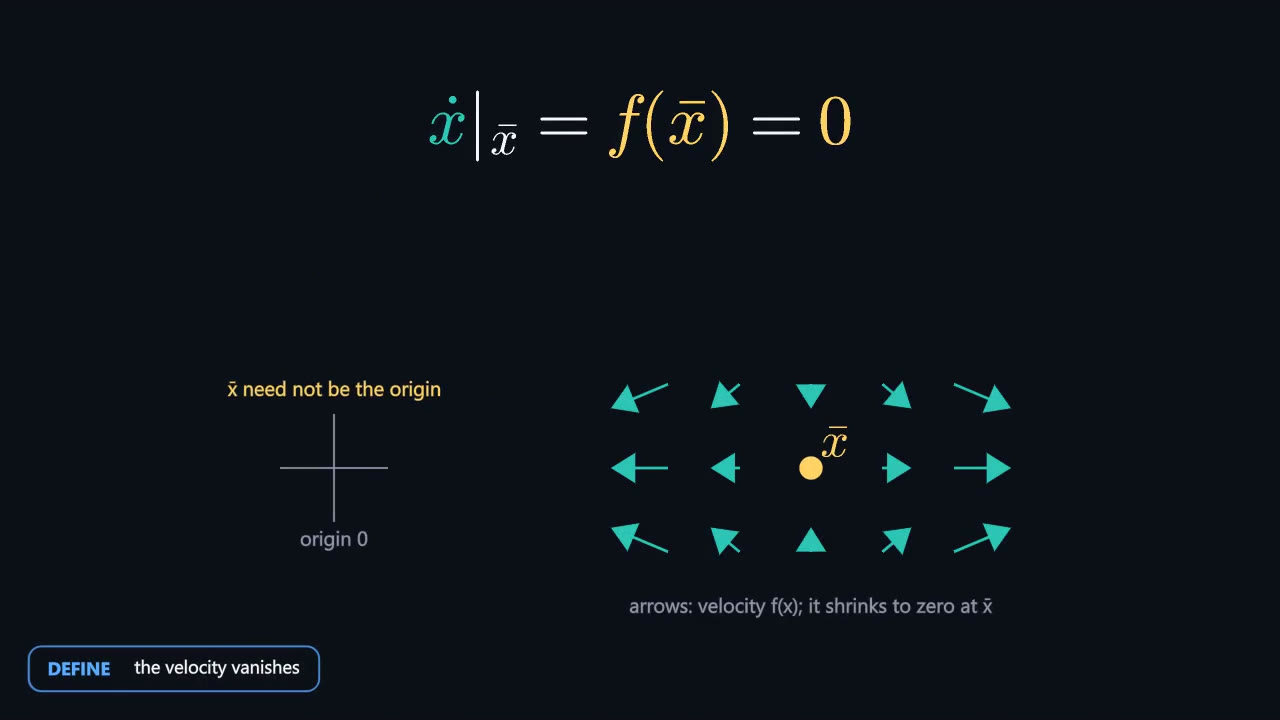 ẋ|x̄ = f(x̄) = 0
x̄ need not be the origin
origin 0
x̄
arrows: velocity f(x); it shrinks to zero at x̄
DEFINE the velocity vanishes